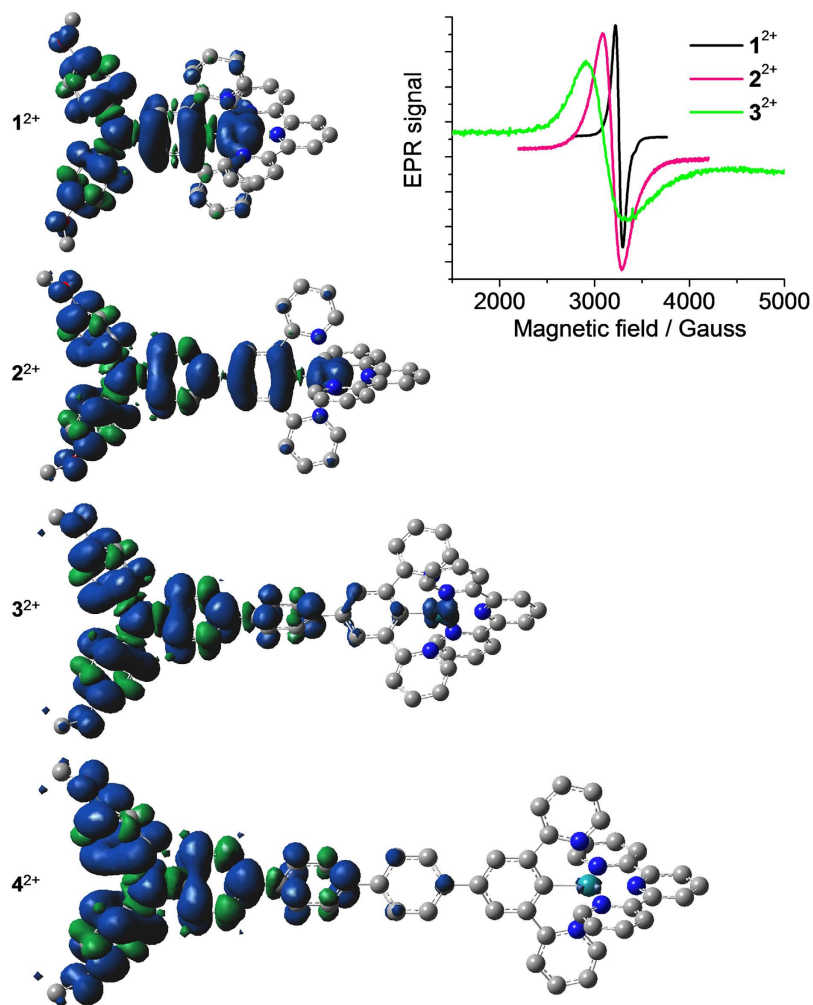 1²⁺
2²⁺
3²⁺
4²⁺
EPR signal
1²⁺
2²⁺
3²⁺
2000 3000 4000 5000
Magnetic field / Gauss